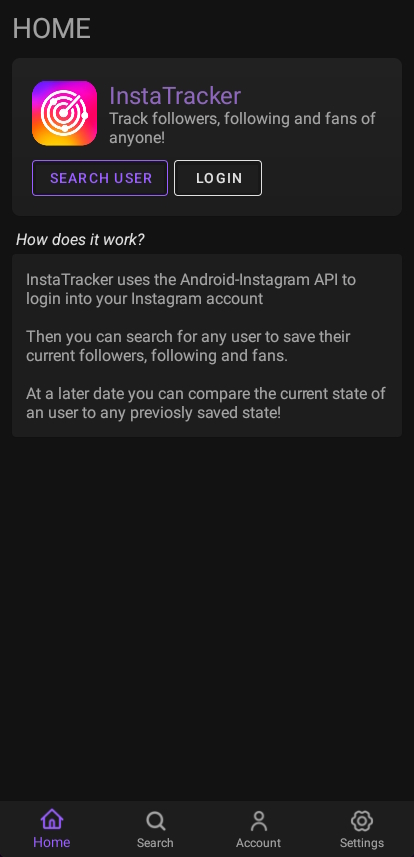 HOME
InstaTracker
Track followers, following and fans of
anyone!
SEARCH USER
LOGIN
How does it work?
InstaTracker uses the Android-Instagram API to
login into your Instagram account
Then you can search for any user to save their
current followers, following and fans.
At a later date you can compare the current state of
an user to any previosly saved state!
Home
Search
Account
Settings